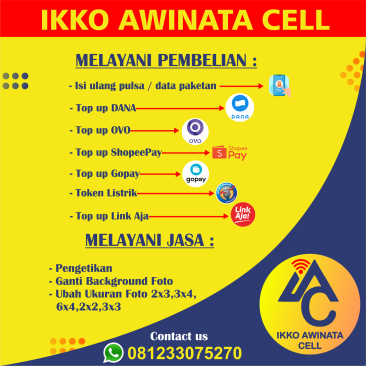 IKKO AWINATA CELL
MELAYANI PEMBELIAN :
- Isi ulang pulsa / data paketan
- Top up DANA
DANA
- Top up OVO
OVO
- Top up ShopeePay
Shopee
Pay
- Top up Gopay
gopay
- Token Listrik
- Top up Link Aja
Link
Aja!
MELAYANI JASA :
- Pengetikan
- Ganti Background Foto
- Ubah Ukuran Foto 2x3,3x4,
6x4,2x2,3x3
AC
IKKO AWINATA
CELL
Contact us
081233075270